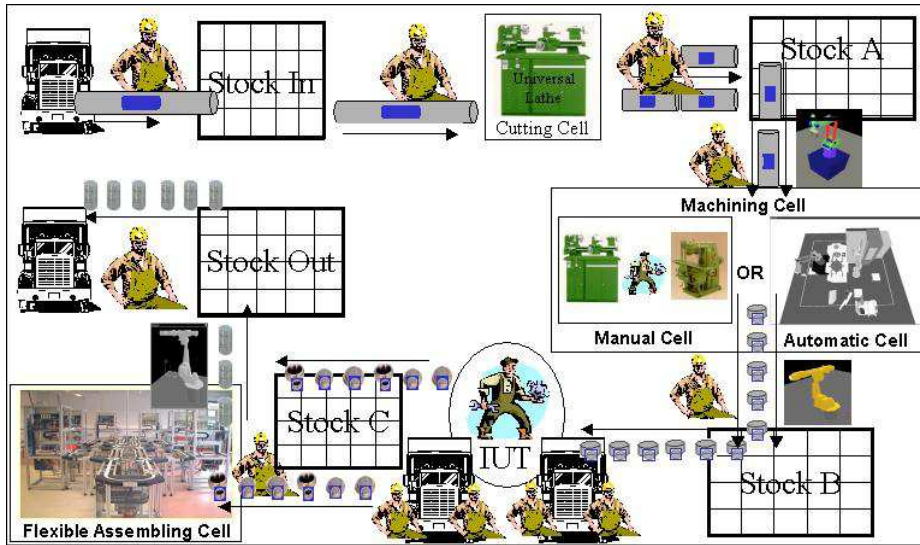 Stock In
Universal
Lathe
Cutting Cell
Stock A
Machining Cell
Stock Out
OR
Manual Cell
Automatic Cell
Stock C
IUT
Stock B
Flexible Assembling Cell